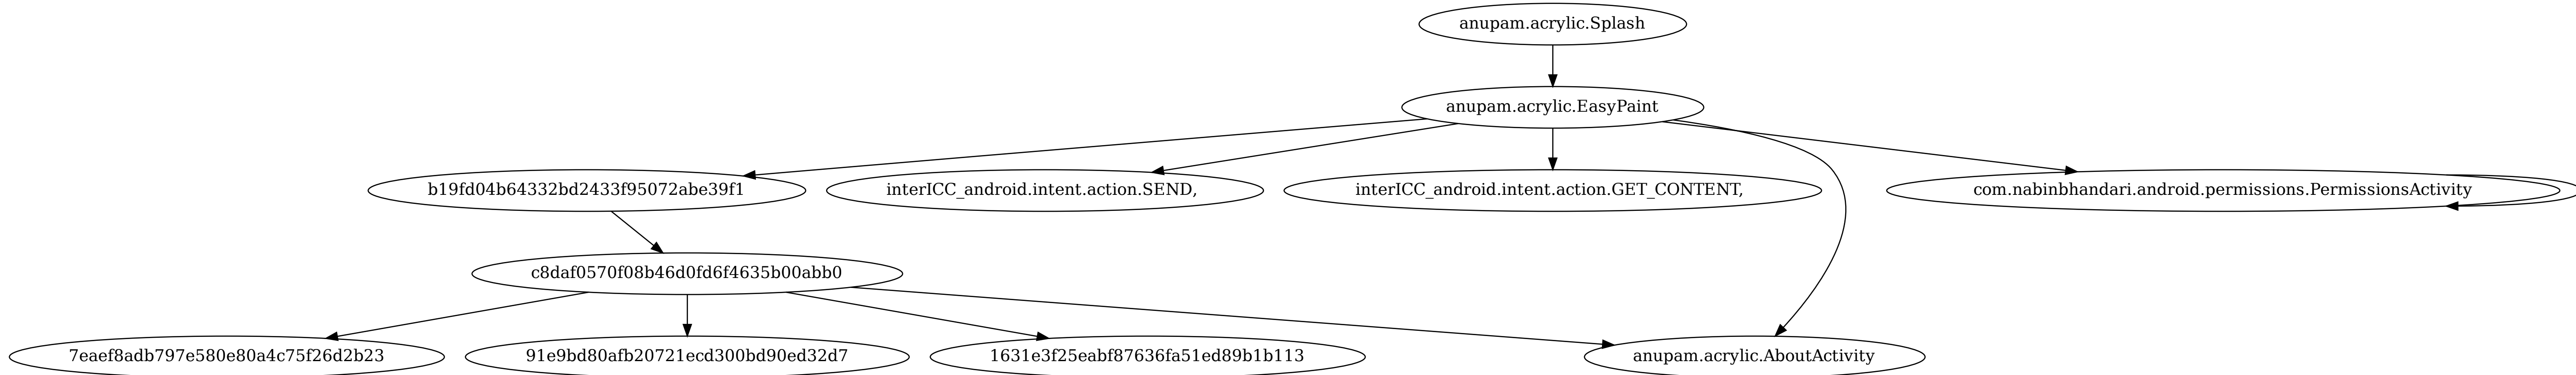 anupam.acrylic.Splash
anupam.acrylic.EasyPaint
b19fd04b64332bd2433f95072abe39f1
interICC_android.intent.action.SEND,
interICC_android.intent.action.GET_CONTENT,
com.nabinbhandari.android.permissions.PermissionsActivity
c8daf0570f08b46d0fd6f4635b00abb0
7eaef8adb797e580e80a4c75f26d2b23
91e9bd80afb20721ecd300bd90ed32d7
1631e3f25eabf87636fa51ed89b1b113
anupam.acrylic.AboutActivity